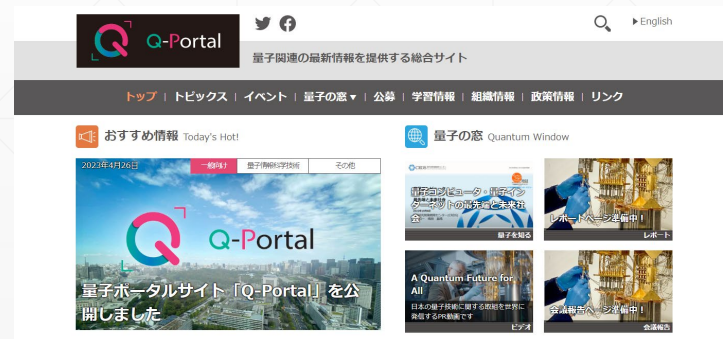 Q-Portal
English
量子関連の最新情報を提供する総合サイト
トップ | トピックス | イベント | 量子の窓▼ | 公募 | 学習情報 | 組織情報 | 政策情報 | リンク
おすすめ情報 Today's Hot!
2023年4月26日 一般向け 量子情報科学技術 その他
Q-Portal
量子ポータルサイト「Q-Portal」を公
開しました
量子の窓 Quantum Window
量子コンピュータ・量子イン
ターネットの最先端と未来社
会
量子を知る
レポートページ準備中！
レポート
A Quantum Future for
All
日本の量子技術に関する取組を世界に
発信するPR動画です
ビデオ
会議報告ページ準備中！
会議報告